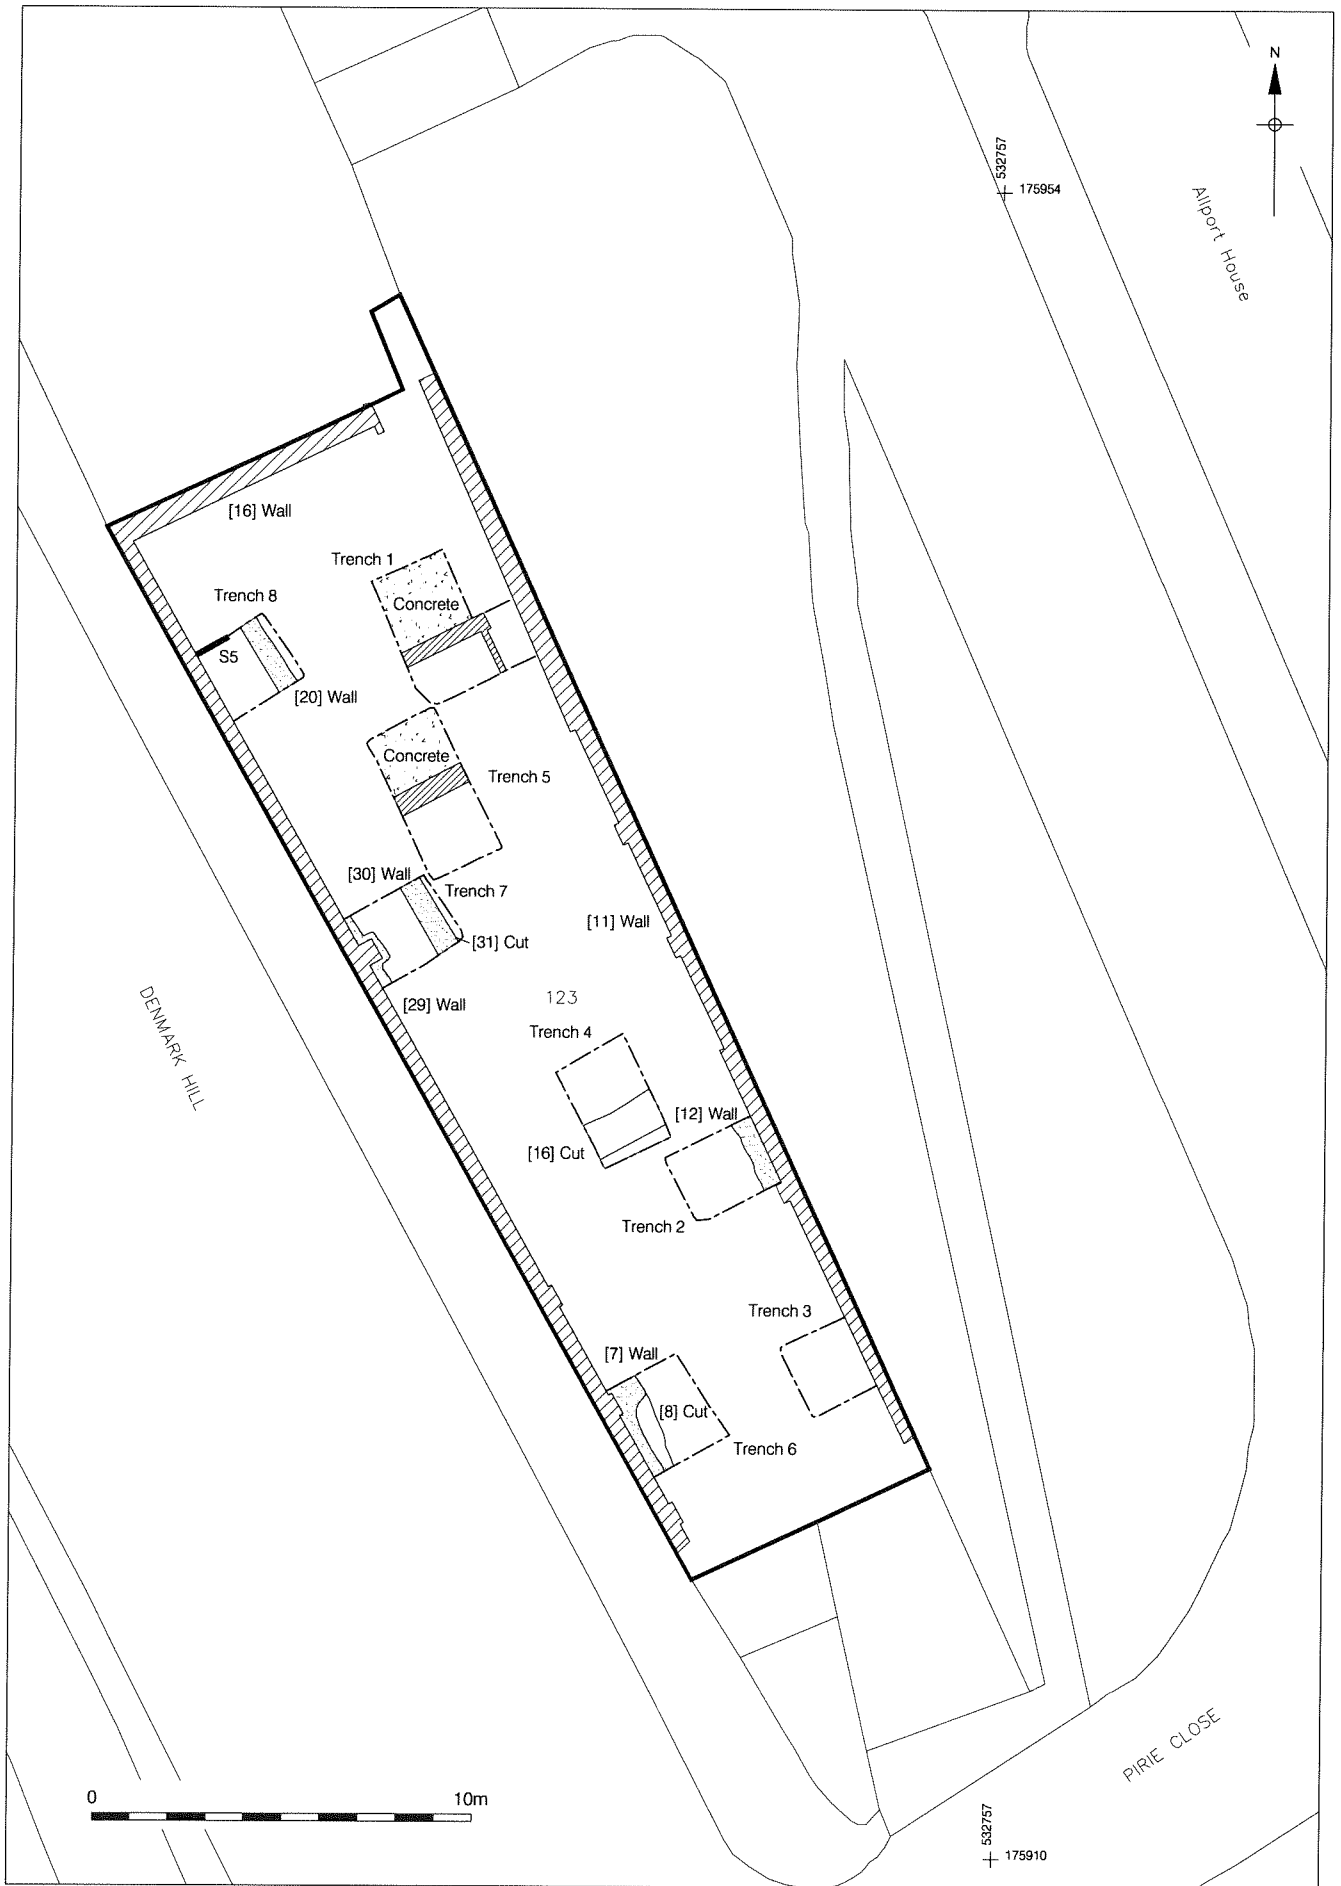 N
532757
175954
Allport House
[16] Wall
Trench 1
Concrete
Trench 8
S5
[20] Wall
Concrete
Trench 5
[30] Wall
Trench 7
[11] Wall
[31] Cut
[29] Wall
123
DENMARK HILL
Trench 4
[12] Wall
[16] Cut
Trench 2
Trench 3
[7] Wall
[8] Cut
Trench 6
PIRIE CLOSE
0
10m
532757
175910